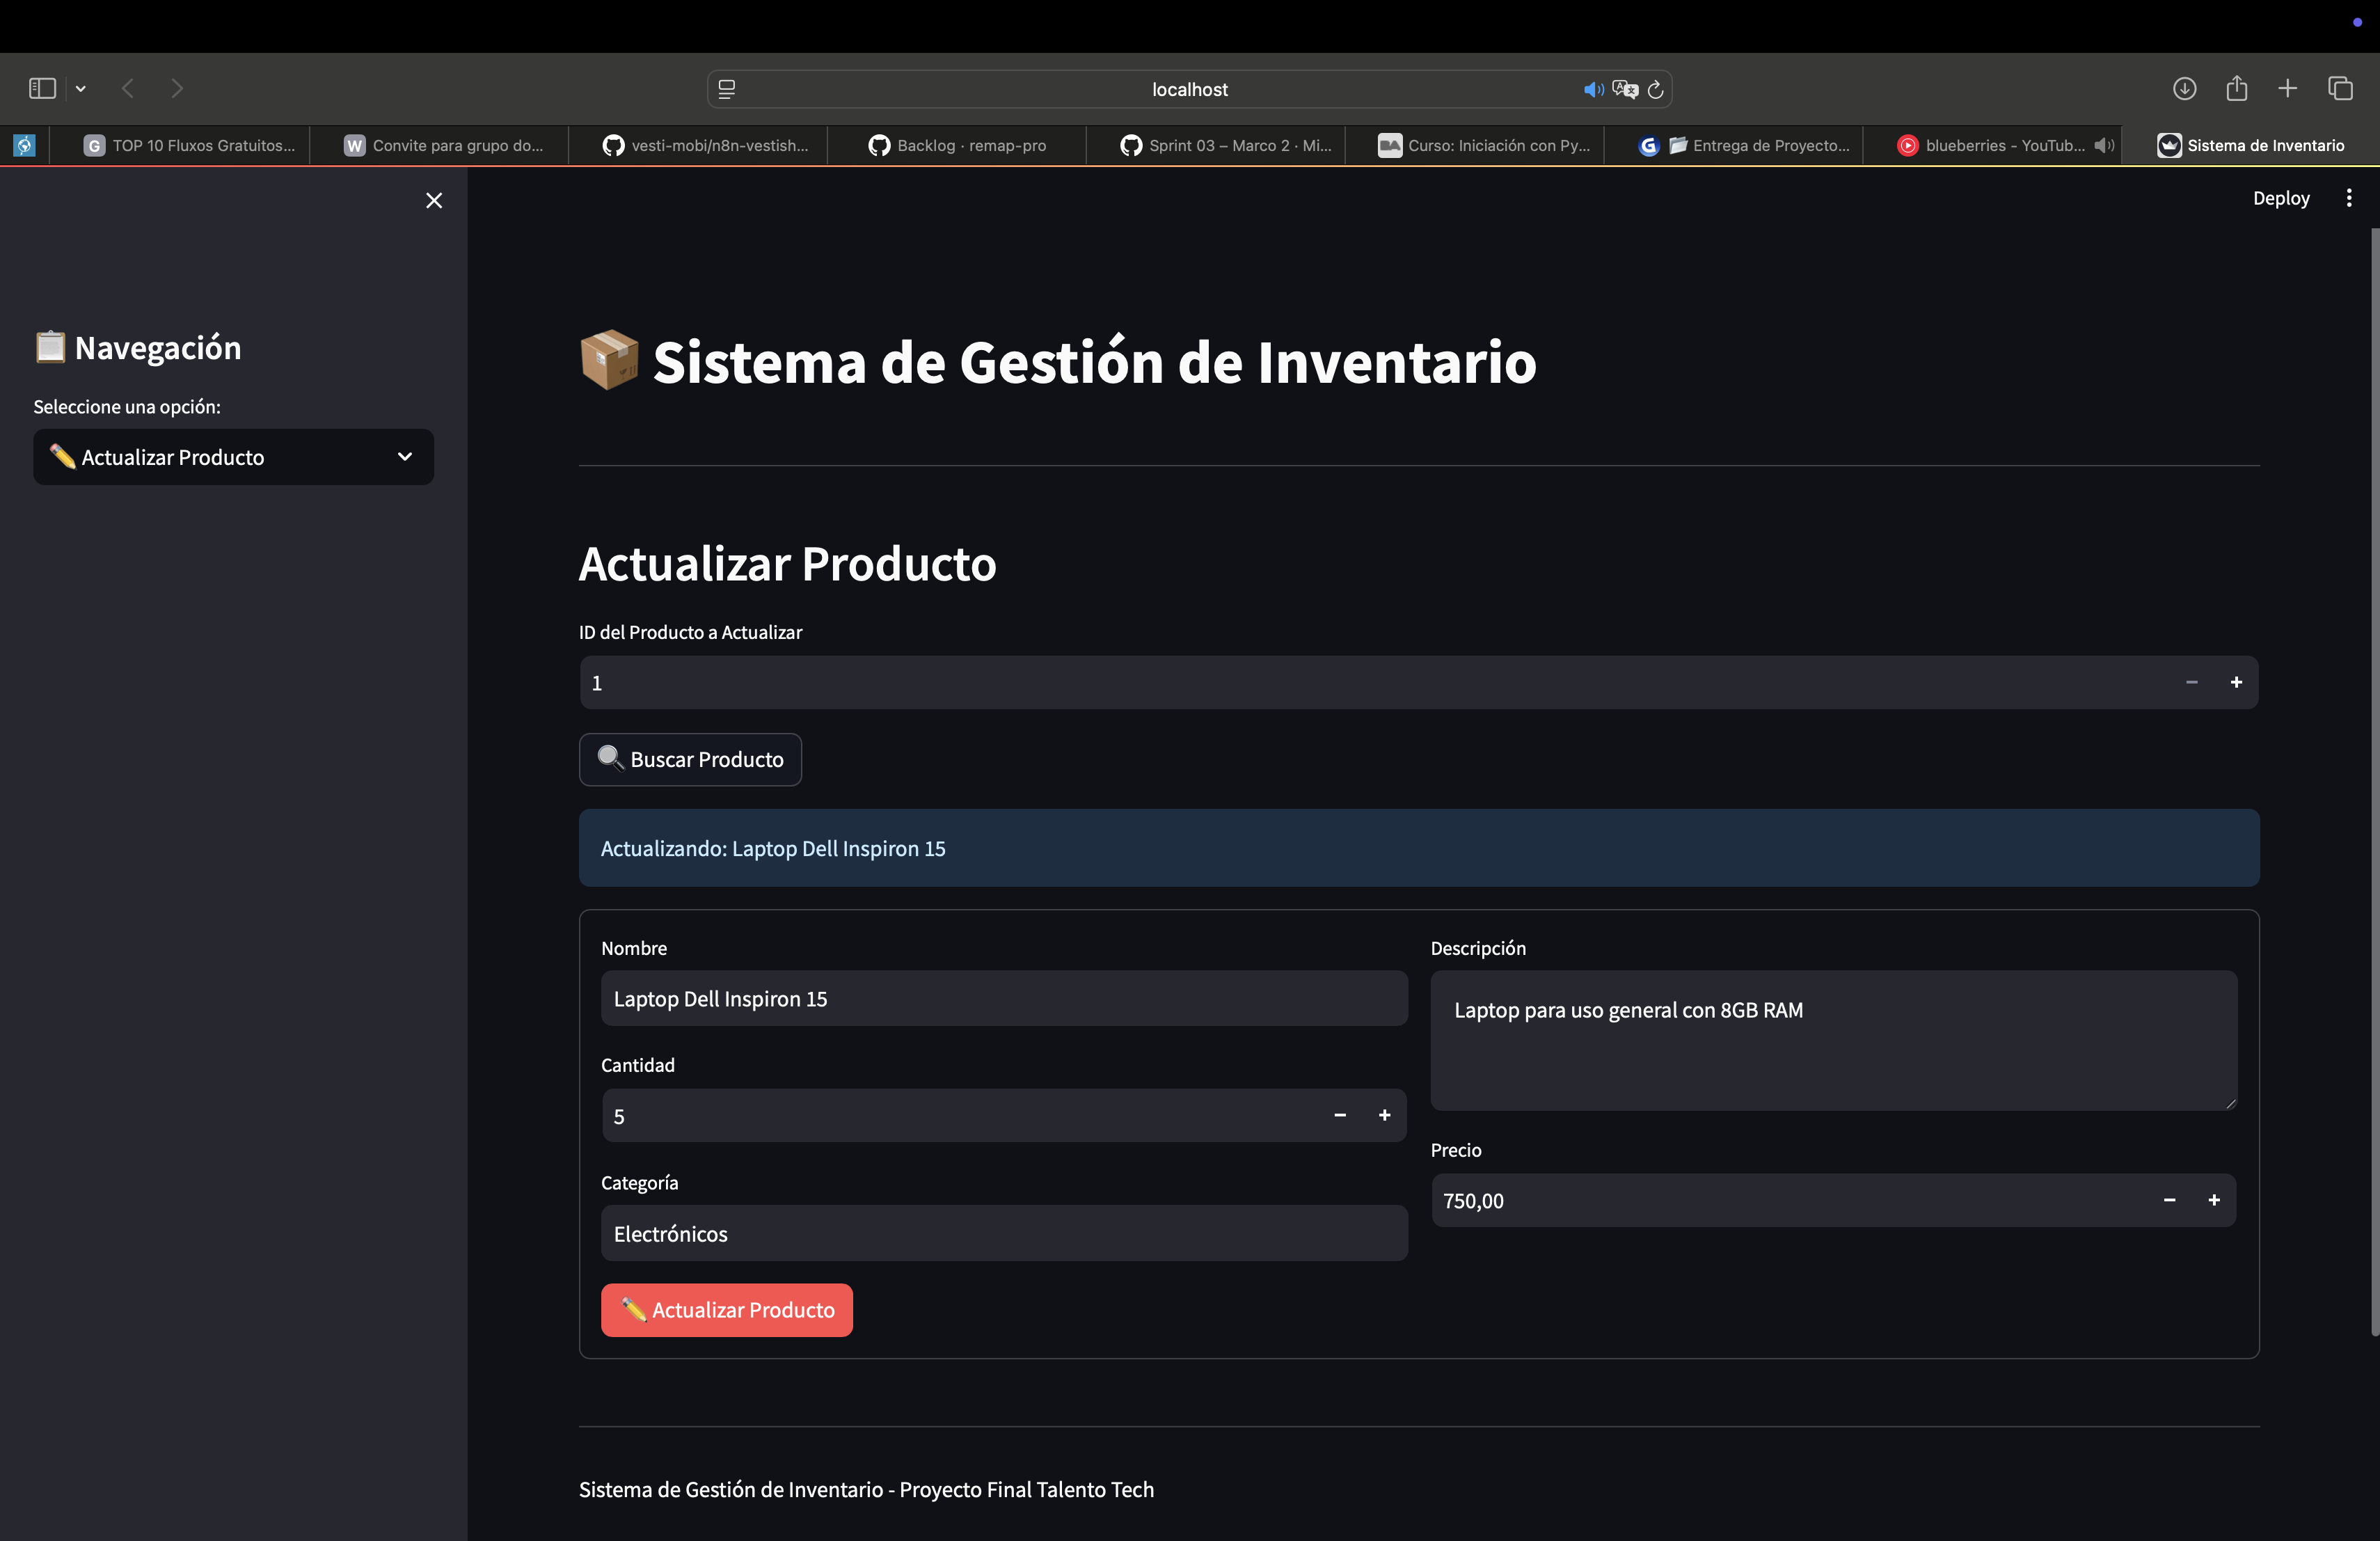 localhost
TOP 10 Fluxos Gratuitos...
Convite para grupo do...
vesti-mobi/n8n-vestish...
Backlog · remap-pro
Sprint 03 – Marco 2 · Mi...
Curso: Iniciación con Py...
Entrega de Proyecto...
blueberries - YouTub...
Sistema de Inventario
Deploy
Navegación
Seleccione una opción:
Actualizar Producto
Sistema de Gestión de Inventario
Actualizar Producto
ID del Producto a Actualizar
1
Buscar Producto
Actualizando: Laptop Dell Inspiron 15
Nombre
Laptop Dell Inspiron 15
Cantidad
5
Categoría
Electrónicos
Descripción
Laptop para uso general con 8GB RAM
Precio
750,00
Actualizar Producto
Sistema de Gestión de Inventario - Proyecto Final Talento Tech